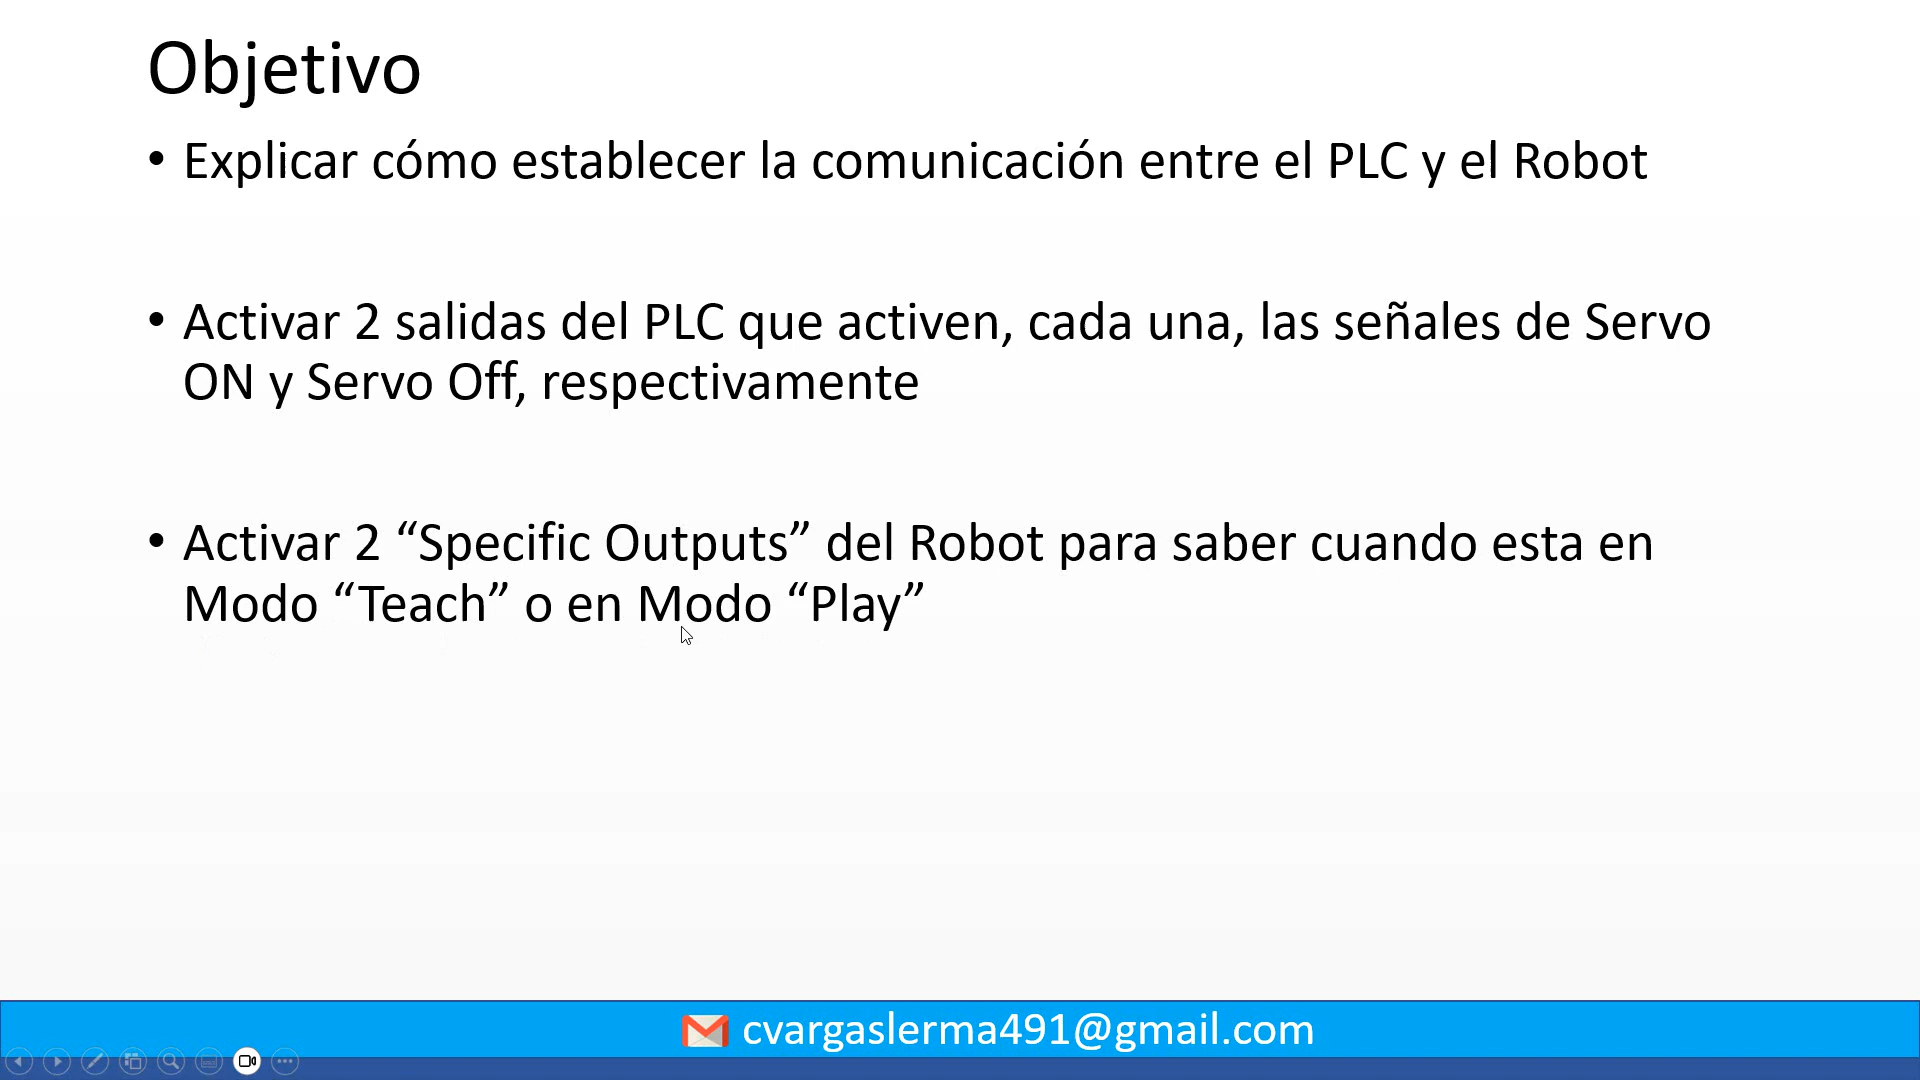 Objetivo
• Explicar cómo establecer la comunicación entre el PLC y el Robot
• Activar 2 salidas del PLC que activen, cada una, las señales de Servo
ON y Servo Off, respectivamente
• Activar 2 “Specific Outputs” del Robot para saber cuando esta en
Modo “Teach” o en Modo “Play”
cvargaslerma491@gmail.com